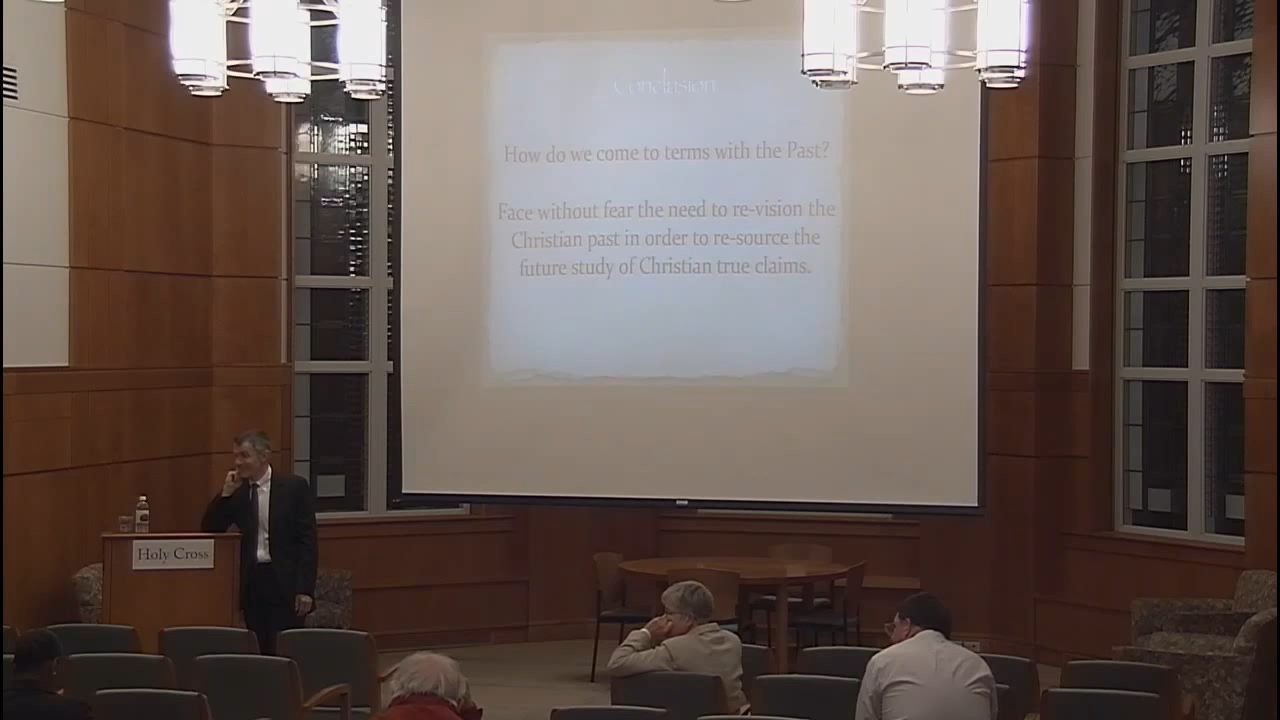 Conclusion
How do we come to terms with the Past?
Face without fear the need to re-vision the
Christian past in order to re-source the
future study of Christian true claims.
Holy Cross